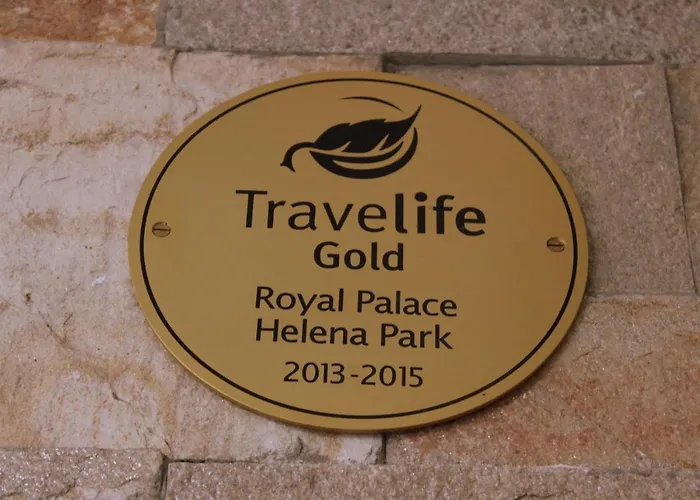 Travelife
Gold
Royal Palace
Helena Park
2013-2015